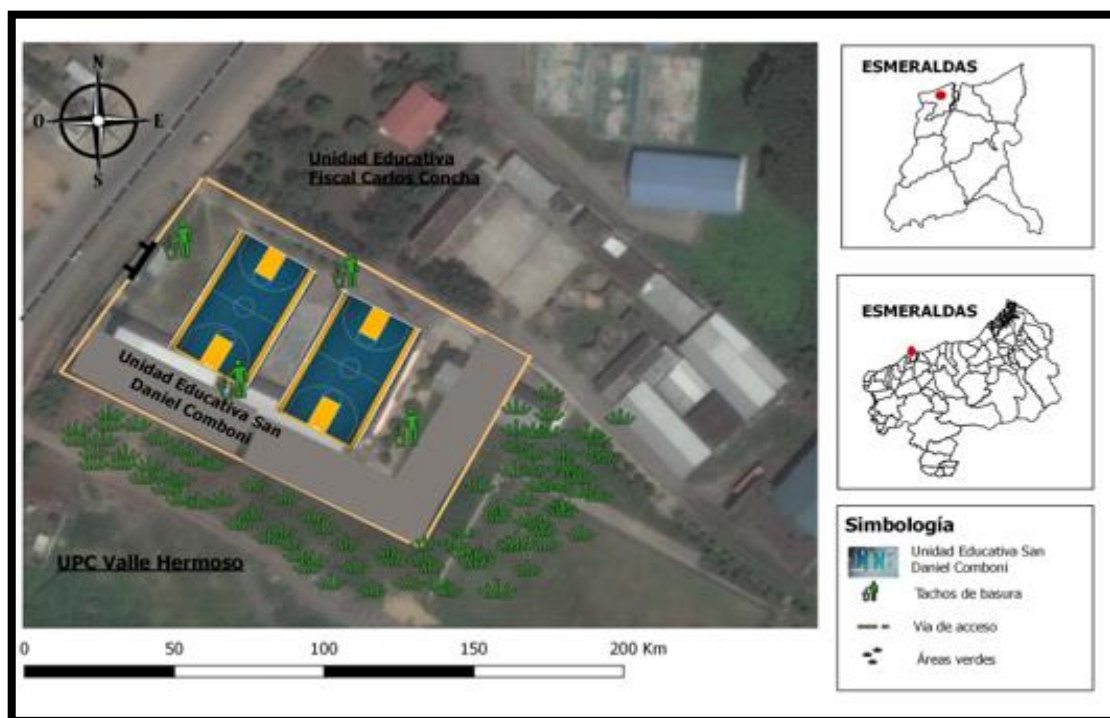 N
O
E
S
Unidad Educativa
Fiscal Carlos Concha
Unidad Educativa San
Daniel Comboni
UPC Valle Hermoso
0 50 100 150 200 Km
ESMERALDAS
ESMERALDAS
Simbología
Unidad Educativa San
Daniel Comboni
Tachos de basura
Via de acceso
Áreas verdes